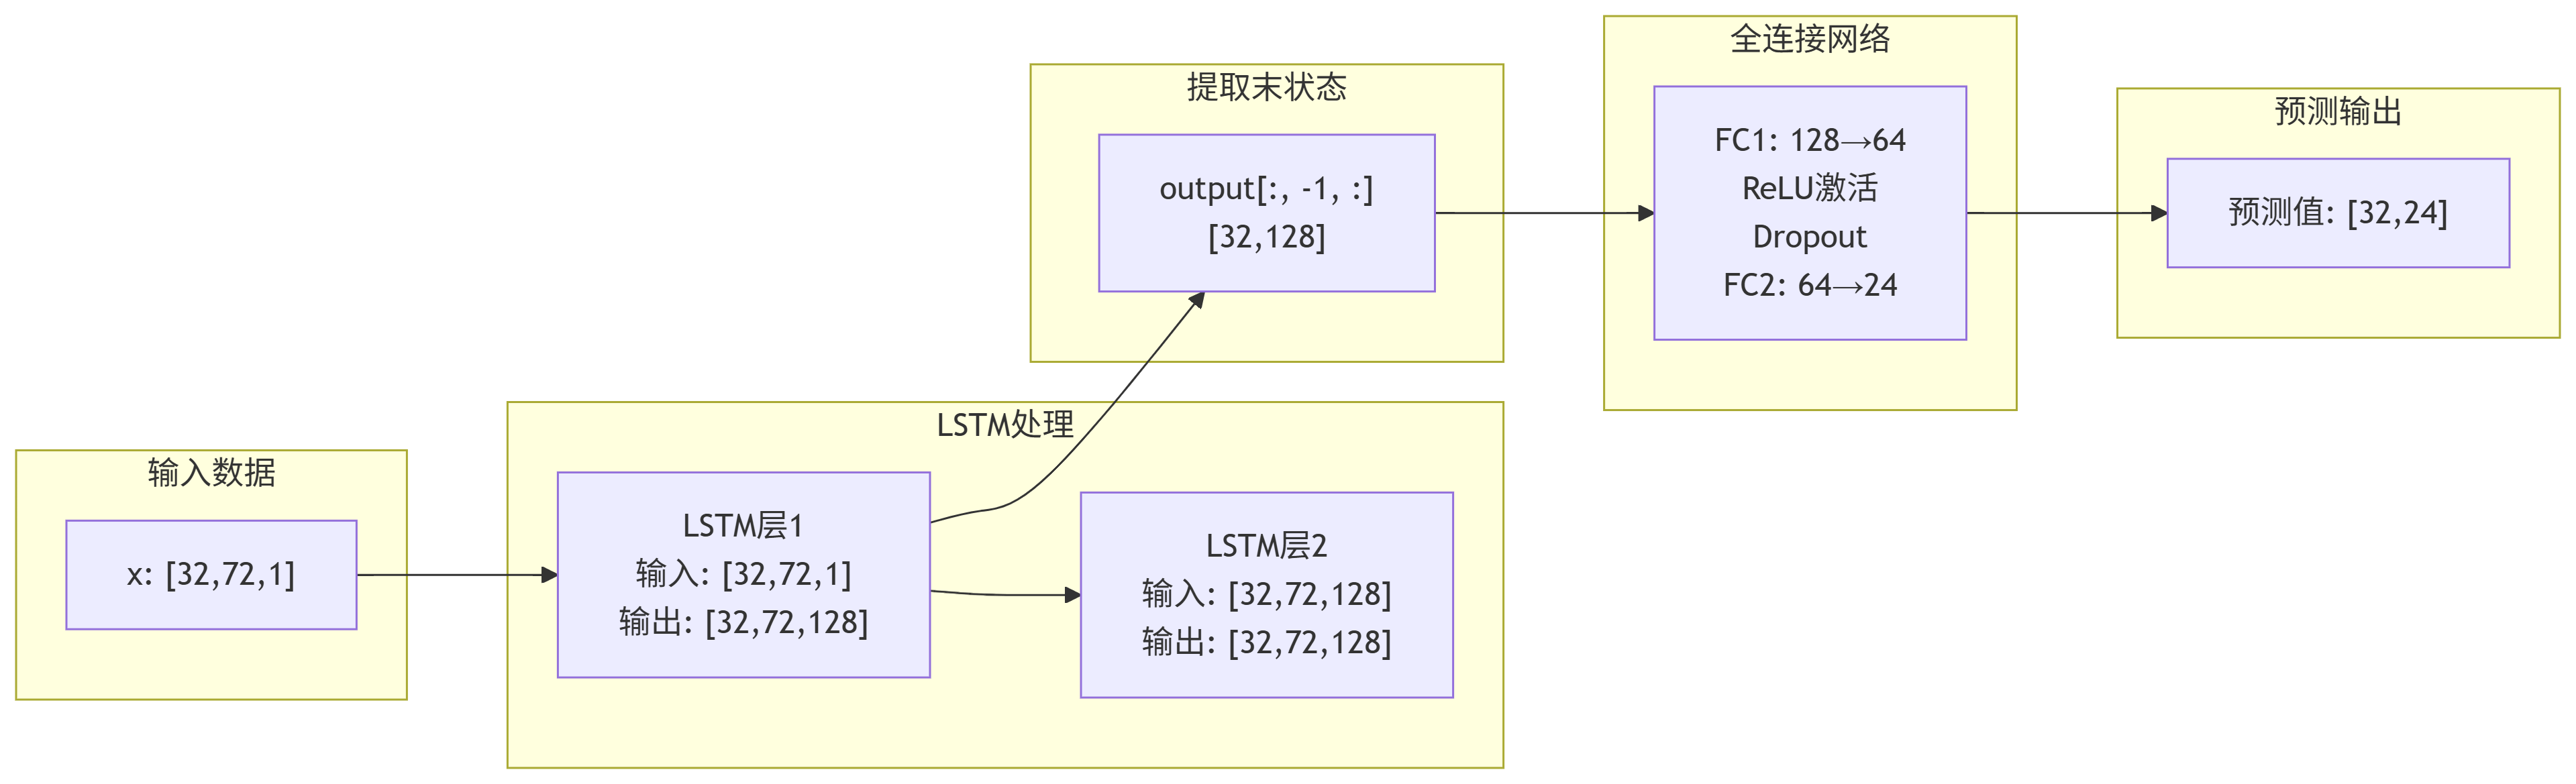 输入数据
x: [32,72,1]
LSTM处理
LSTM层1
输入: [32,72,1]
输出: [32,72,128]
LSTM层2
输入: [32,72,128]
输出: [32,72,128]
提取末状态
output[:, -1, :]
[32,128]
全连接网络
FC1: 128→64
ReLU激活
Dropout
FC2: 64→24
预测输出
预测值: [32,24]